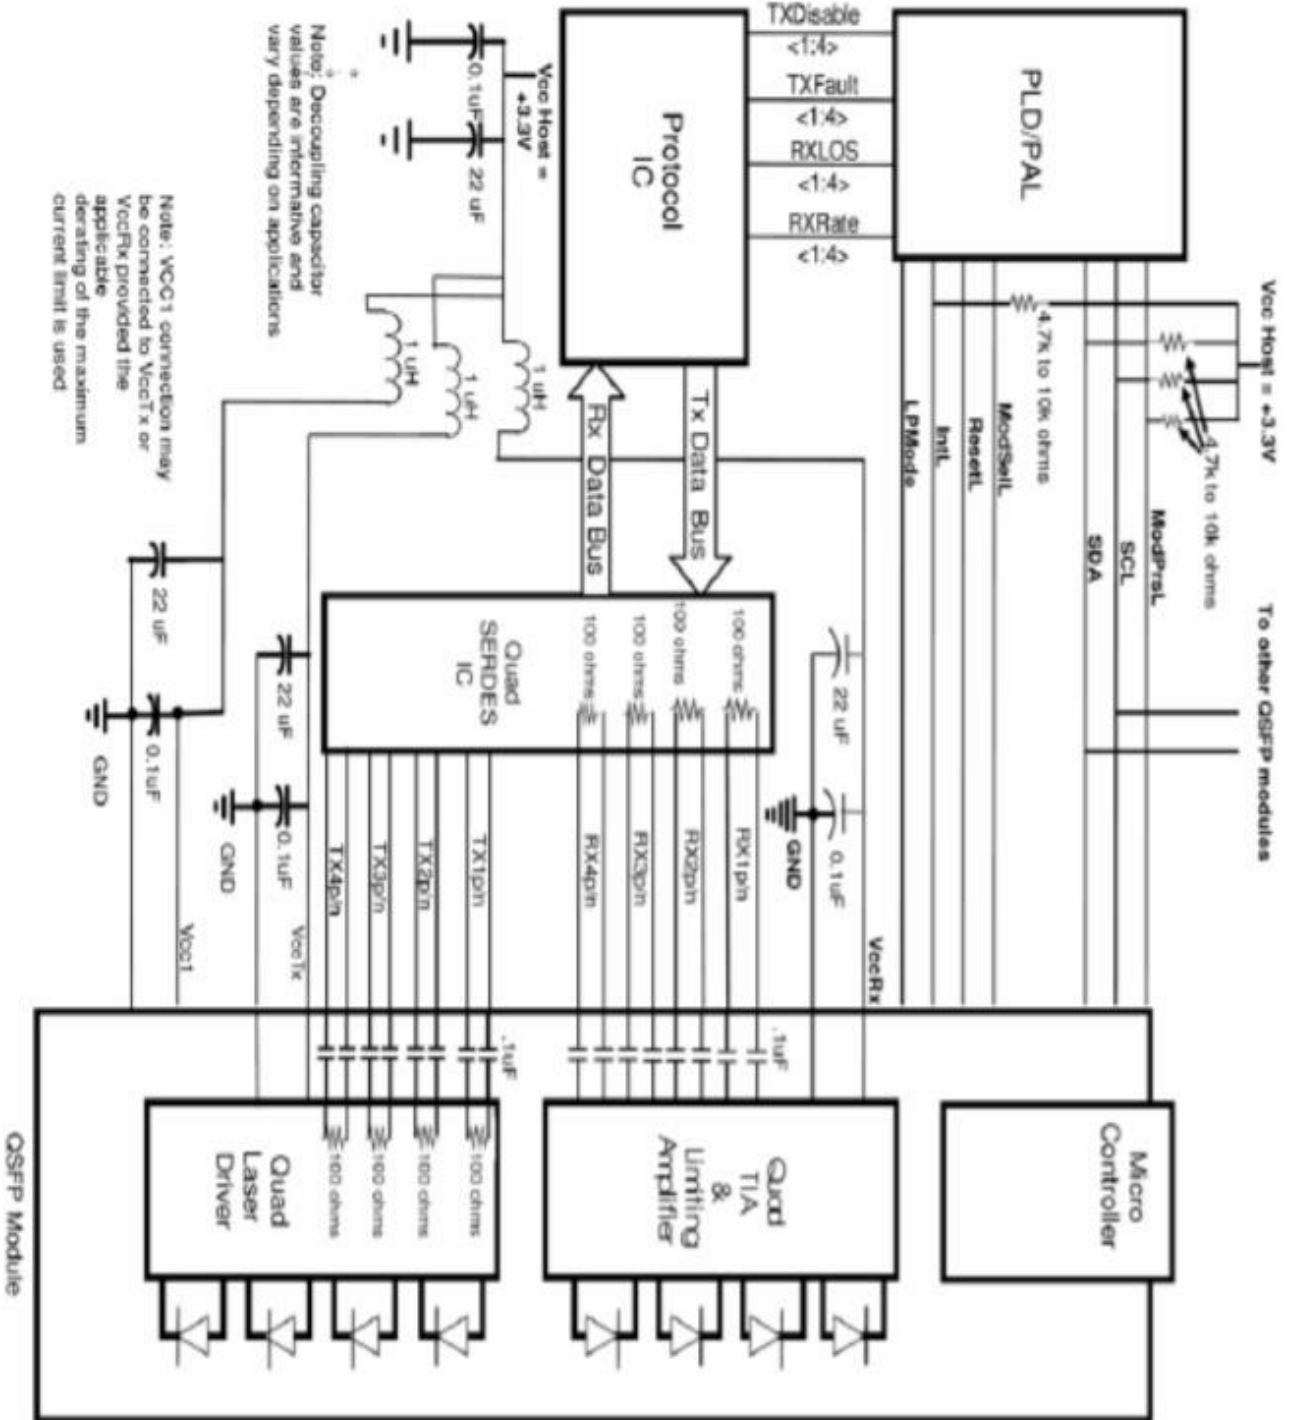 PLD/PAL
TXDisable
<1:4>
TXFault
<1:4>
RXLOS
<1:4>
RXRate
<1:4>
Protocol
IC
Vcc Host =
+3.3V
0.1uF
22 uF
Note: Decoupling capacitor
values are informative and
vary depending on applications
Note: VCC1 connection may
be connected to VccTx or
VccRx provided the
applicable
derating of the maximum
current limit is used
1 uH
1 uH
1 uH
Vcc Host = +3.3V
4.7k to 10k ohms
4.7k to 10k ohms
ModPrsL
SCL
SDA
ModSelL
ResetL
IntL
LPMode
To other QSFP modules
Tx Data Bus
Rx Data Bus
Quad
SERDES
IC
100 ohms
100 ohms
100 ohms
100 ohms
22 uF
0.1uF
GND
VccRx
22 uF
0.1uF
GND
VccTx
22 uF
0.1uF
GND
Vcc1
RX1p/n
RX2p/n
RX3p/n
RX4p/n
TX1p/n
TX2p/n
TX3p/n
TX4p/n
.1uF
.1uF
Micro
Controller
Quad
TIA
&
Limiting
Amplifier
100 ohms
100 ohms
100 ohms
100 ohms
Quad
Laser
Driver
QSFP Module